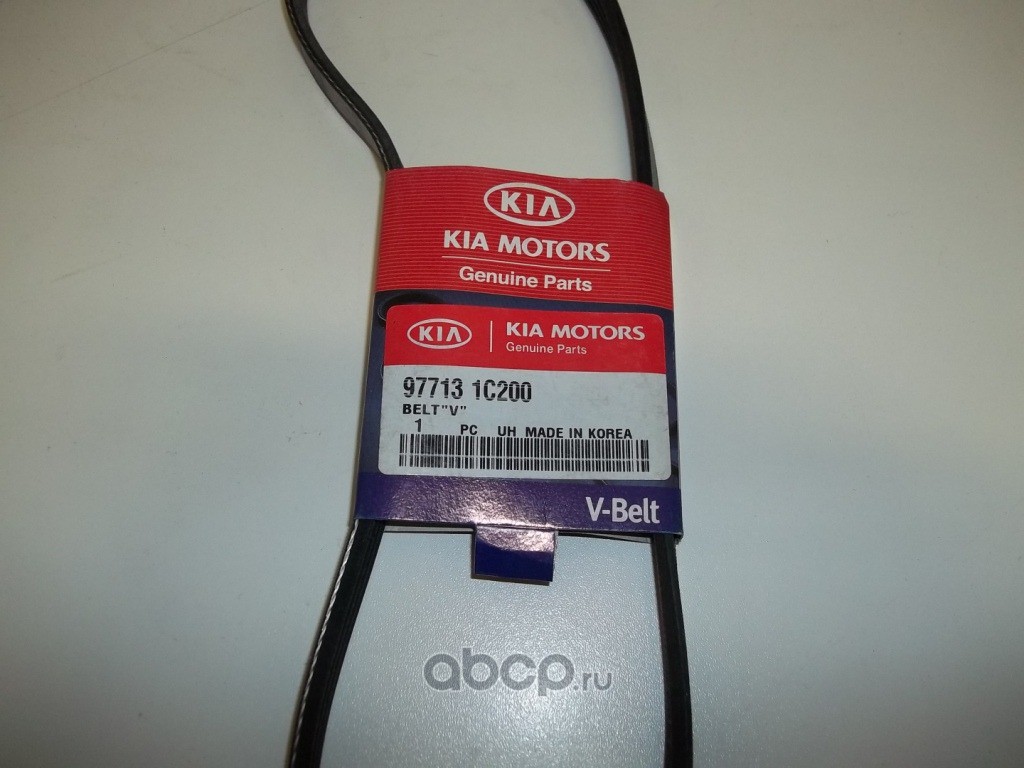 KIA
KIA MOTORS
Genuine Parts
KIA KIA MOTORS
Genuine Parts
97713 1C200
BELT"V"
1 PC UH MADE IN KOREA
V-Belt
abcp.ru